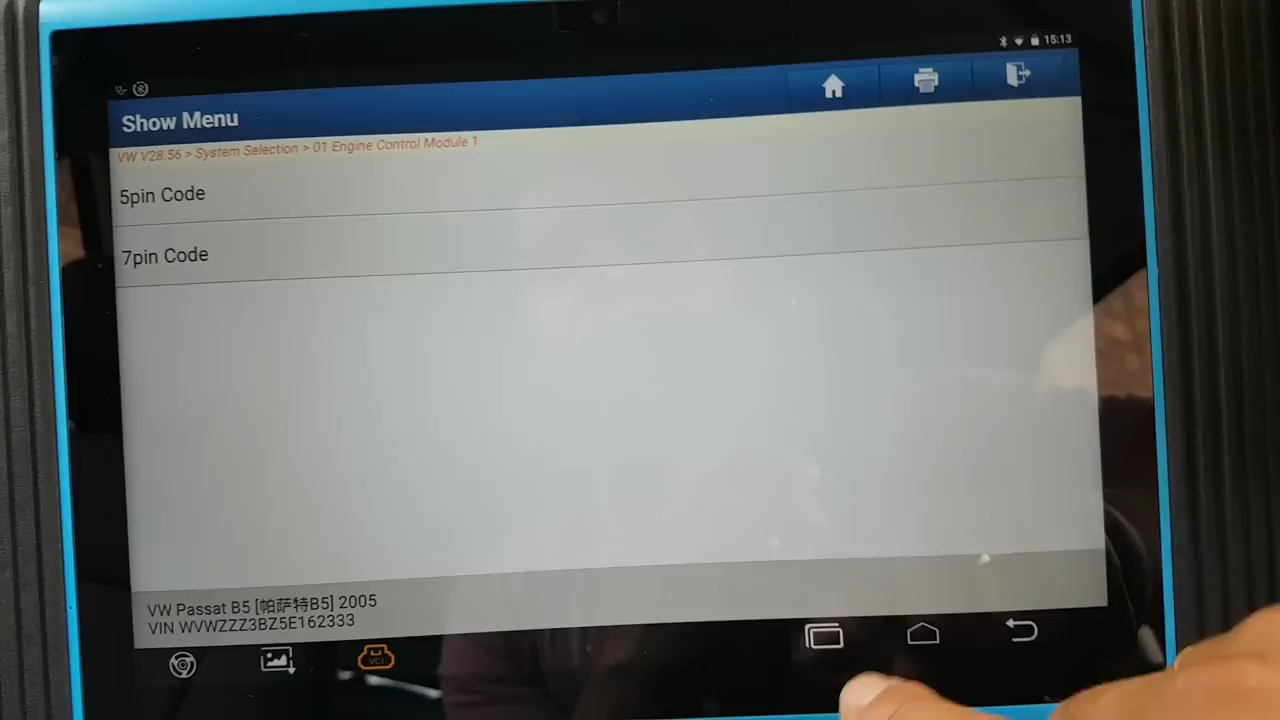 15:13
Show Menu
VW V28.56 > System Selection > 01 Engine Control Module 1
5pin Code
7pin Code
VW Passat B5 [帕萨特B5] 2005
VIN WVWZZZ3BZ5E162333
VCI